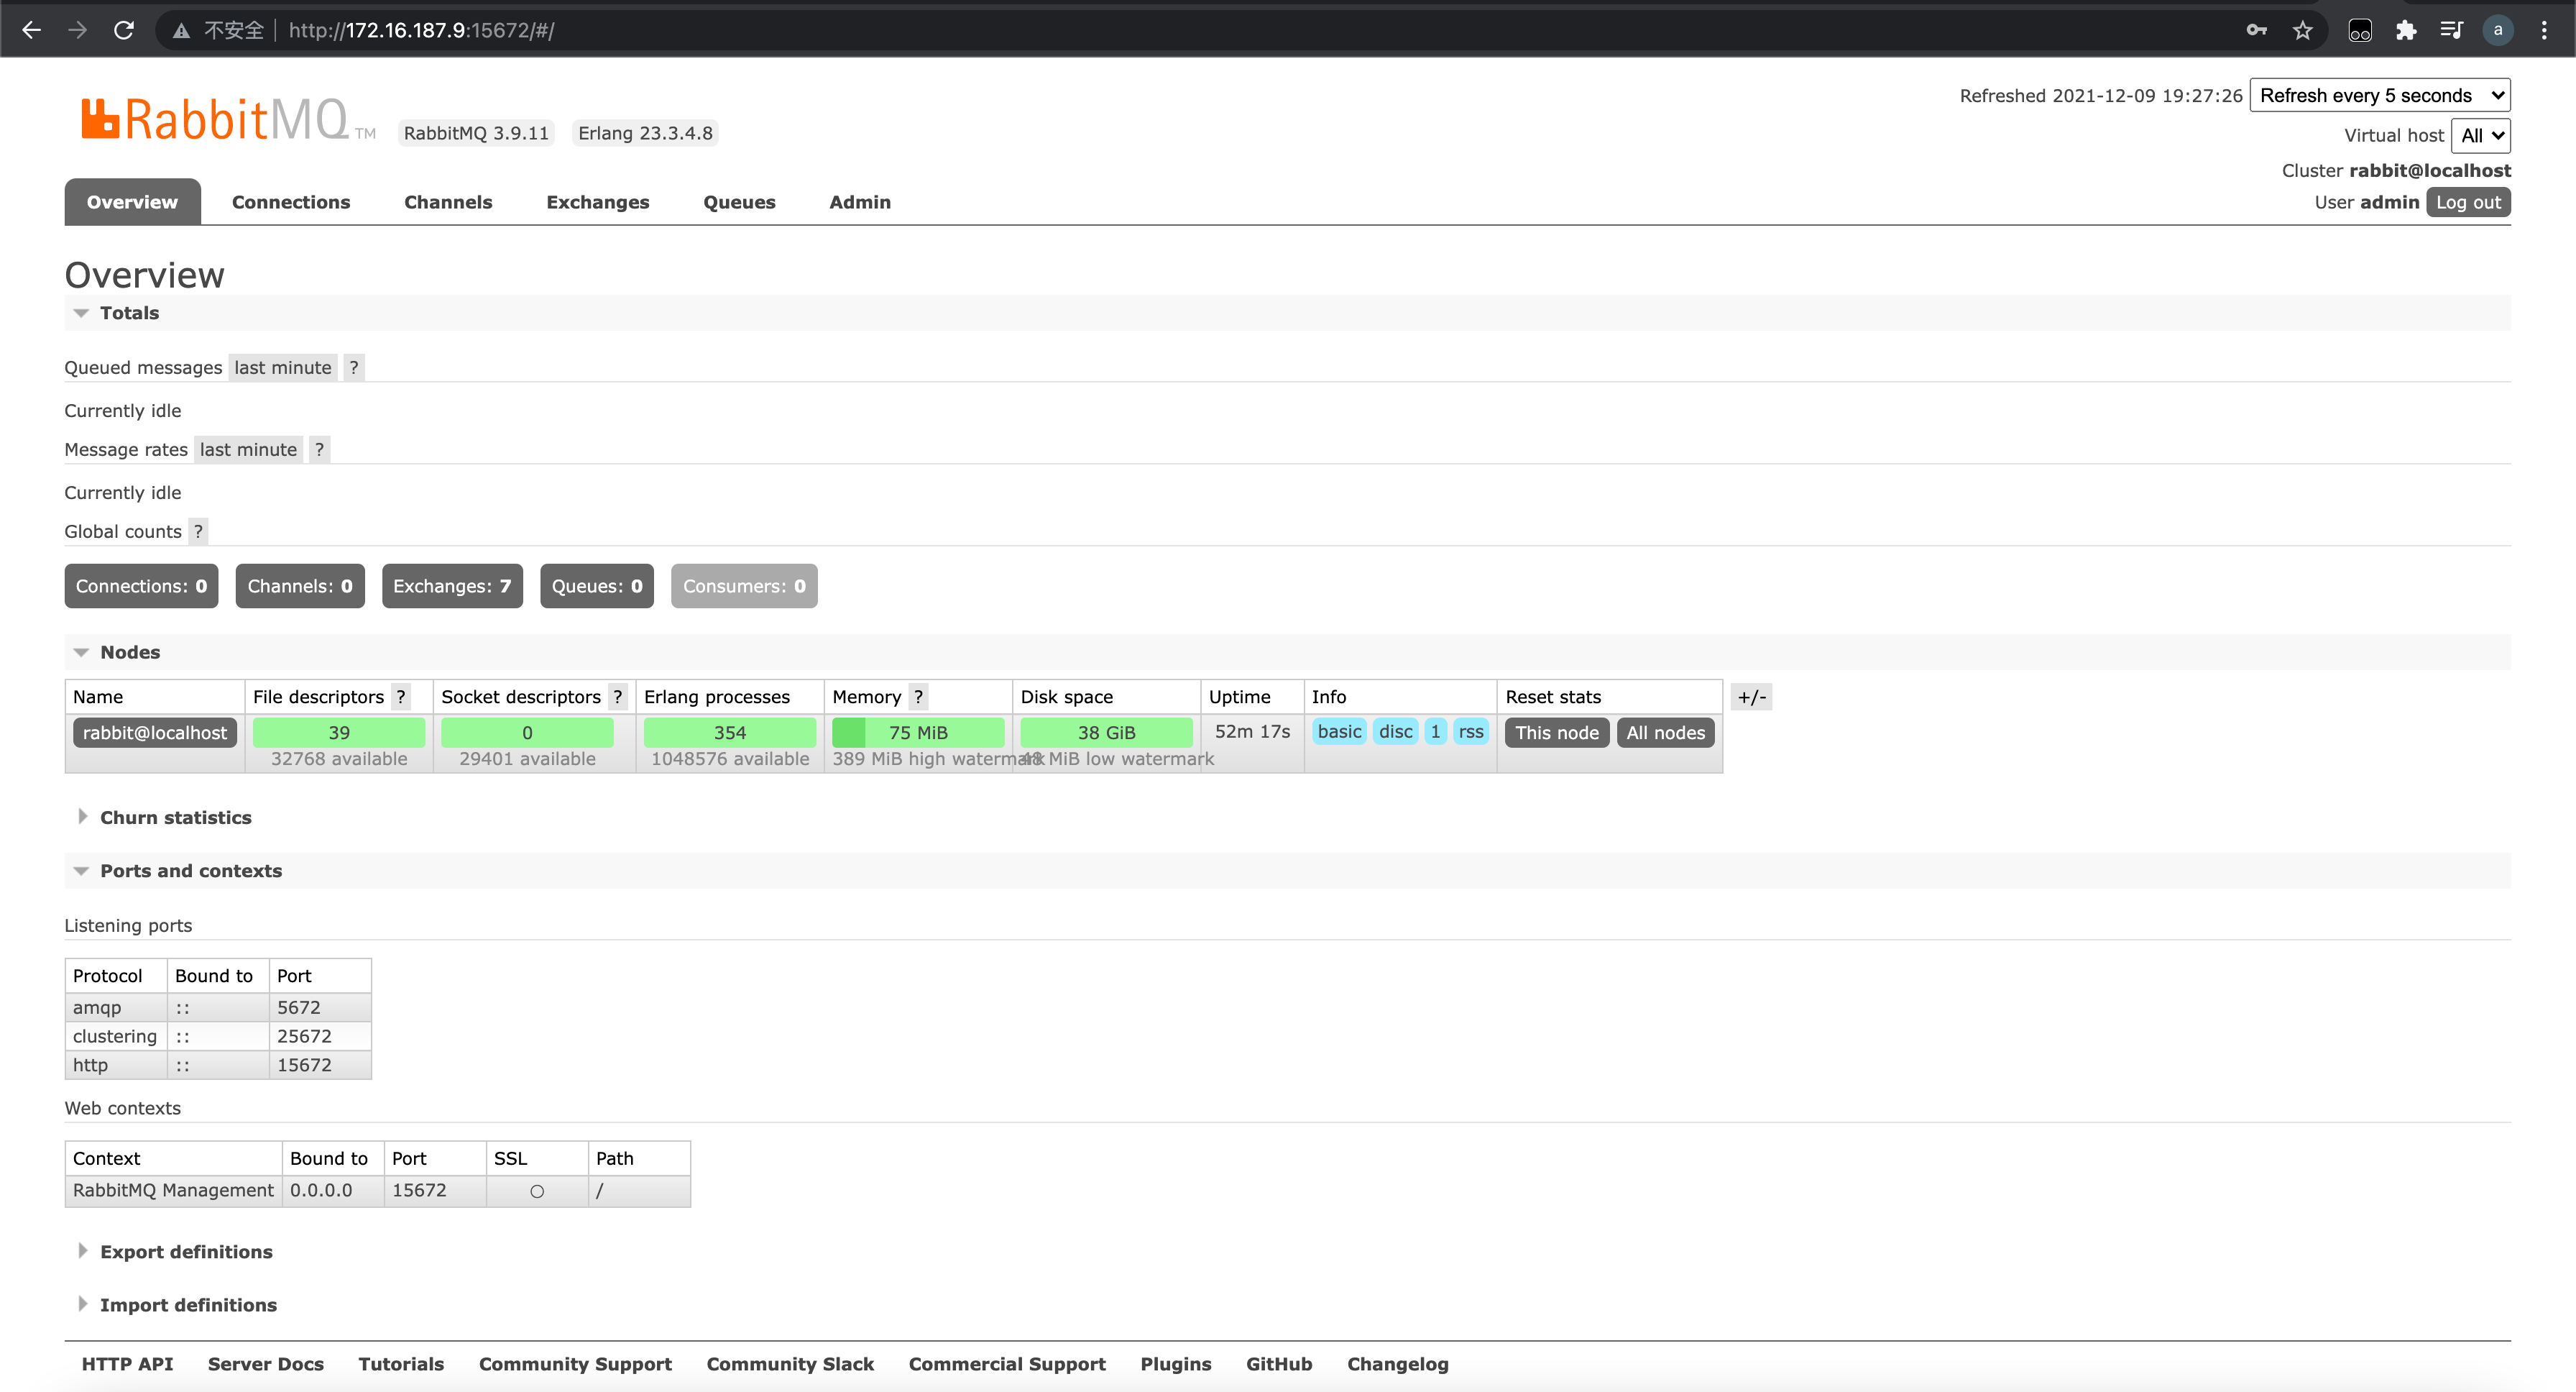 不安全 http://172.16.187.9:15672/#/
a
RabbitMQ TM RabbitMQ 3.9.11 Erlang 23.3.4.8
Refreshed 2021-12-09 19:27:26 Refresh every 5 seconds
Virtual host All
Cluster rabbit@localhost
User admin Log out
Overview Connections Channels Exchanges Queues Admin
Overview
Totals
Queued messages last minute ?
Currently idle
Message rates last minute ?
Currently idle
Global counts ?
Connections: 0 Channels: 0 Exchanges: 7 Queues: 0 Consumers: 0
Nodes
Name File descriptors ? Socket descriptors ? Erlang processes Memory ? Disk space Uptime Info Reset stats +/-
rabbit@localhost 39 0 354 75 MiB 38 GiB 52m 17s basic disc 1 rss This node All nodes
32768 available 29401 available 1048576 available 389 MiB high watermark 48 MiB low watermark
Churn statistics
Ports and contexts
Listening ports
Protocol Bound to Port
amqp :: 5672
clustering :: 25672
http :: 15672
Web contexts
Context Bound to Port SSL Path
RabbitMQ Management 0.0.0.0 15672 ○ /
Export definitions
Import definitions
HTTP API Server Docs Tutorials Community Support Community Slack Commercial Support Plugins GitHub Changelog